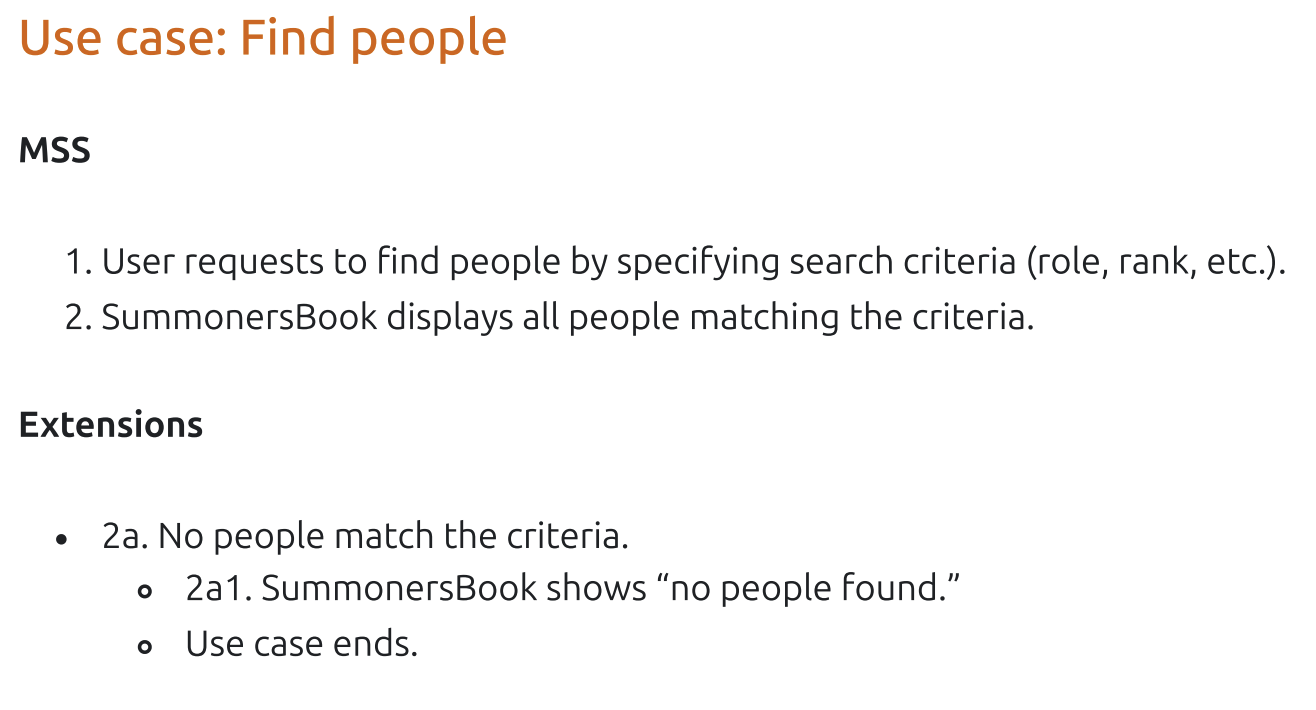 Use case: Find people
MSS
1. User requests to find people by specifying search criteria (role, rank, etc.).
2. SummonersBook displays all people matching the criteria.
Extensions
• 2a. No people match the criteria.
∘ 2a1. SummonersBook shows “no people found.”
∘ Use case ends.